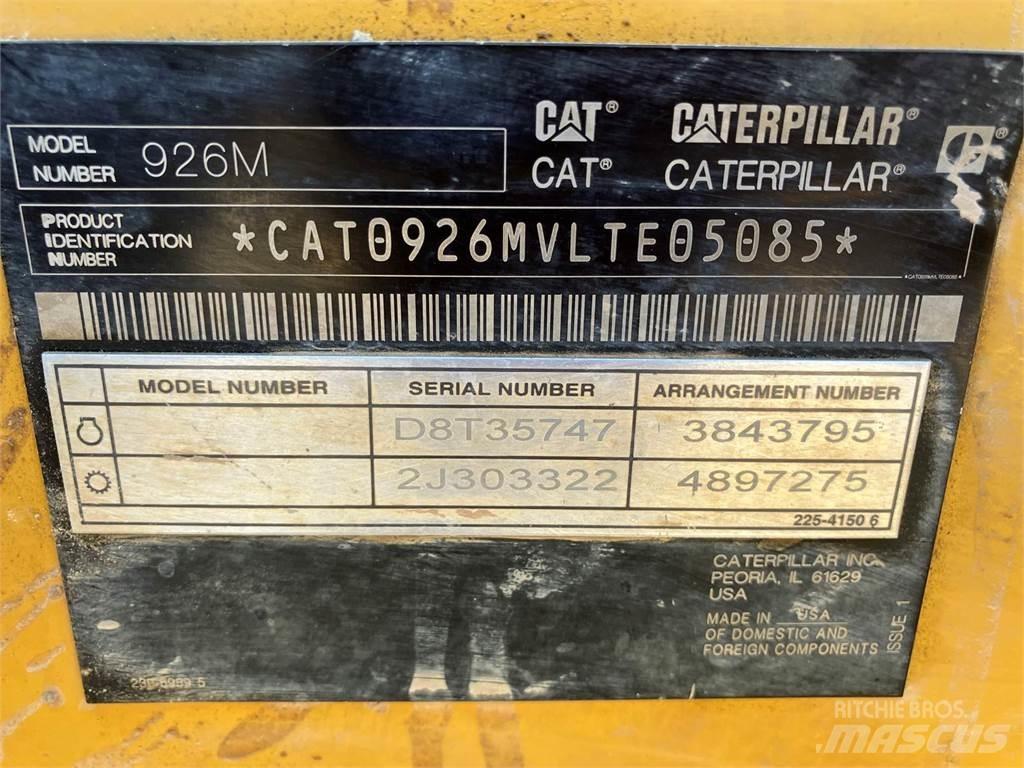 CAT® CATERPILLAR®
CAT® CATERPILLAR®
MODEL
NUMBER 926M
PRODUCT
IDENTIFICATION
NUMBER
*CAT0926MVLTE05085*
*CAT0926MVLTE05085*
MODEL NUMBER SERIAL NUMBER ARRANGEMENT NUMBER
D8T35747 3843795
2J303322 4897275
225-4150 6
CATERPILLAR INC.
PEORIA, IL 61629
USA
MADE IN USA
OF DOMESTIC AND
FOREIGN COMPONENTS
ISSUE 1
RITCHIE BROS.
MASCUS